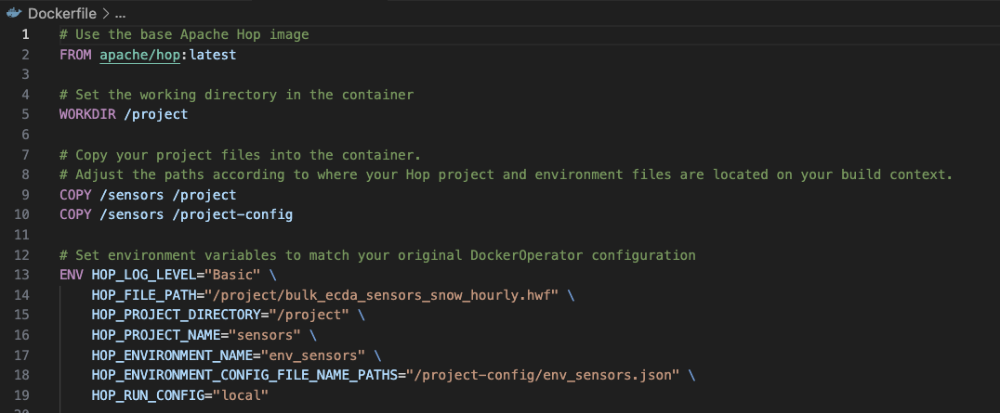 Dockerfile > ...
1 # Use the base Apache Hop image
2 FROM apache/hop:latest
3
4 # Set the working directory in the container
5 WORKDIR /project
6
7 # Copy your project files into the container.
8 # Adjust the paths according to where your Hop project and environment files are located on your build context.
9 COPY /sensors /project
10 COPY /sensors /project-config
11
12 # Set environment variables to match your original DockerOperator configuration
13 ENV HOP_LOG_LEVEL="Basic" \
14 HOP_FILE_PATH="/project/bulk_ecda_sensors_snow_hourly.hwf" \
15 HOP_PROJECT_DIRECTORY="/project" \
16 HOP_PROJECT_NAME="sensors" \
17 HOP_ENVIRONMENT_NAME="env_sensors" \
18 HOP_ENVIRONMENT_CONFIG_FILE_NAME_PATHS="/project-config/env_sensors.json" \
19 HOP_RUN_CONFIG="local"